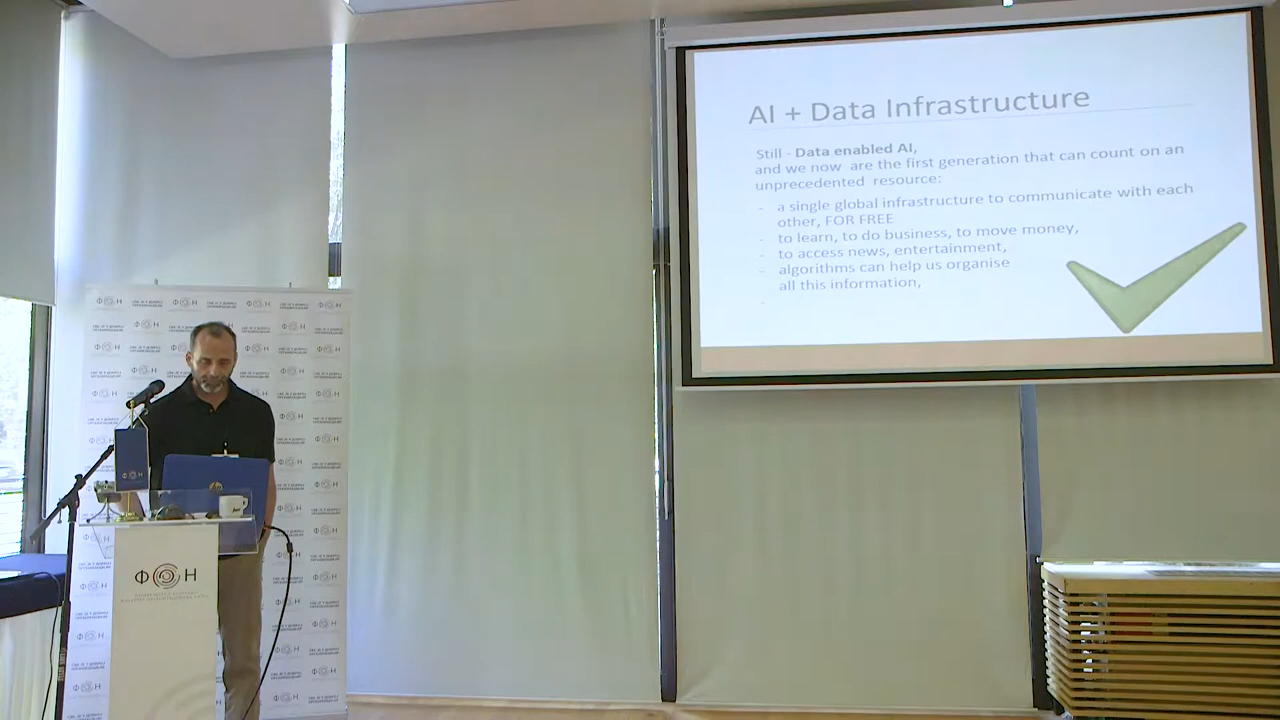 AI + Data Infrastructure
Still - Data enabled AI,
and we now are the first generation that can count on an
unprecedented resource:
- a single global infrastructure to communicate with each
other, FOR FREE
- to learn, to do business, to move money,
- to access news, entertainment,
- algorithms can help us organise
all this information,
-
ФОН